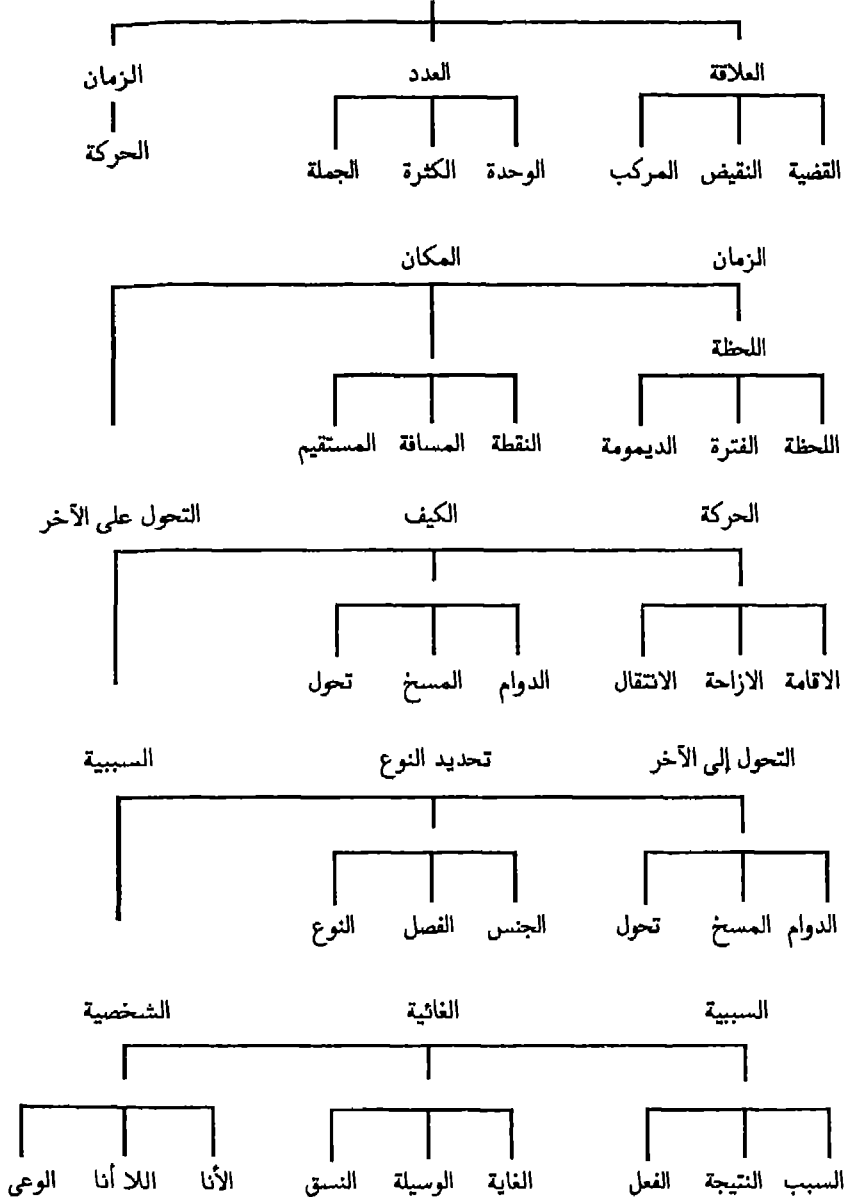 العلاقة العدد الزمان
الحركة
القضية النقيض المركب الوحدة الكثرة الجملة
الزمان المكان
اللحظة
اللحظة الفترة الديمومة النقطة المسافة المستقيم
الحركة الكيف التحول على الآخر
الاقامة الازاحة الانتقال الدوام المسخ تحول
التحول إلى الآخر تحديد النوع السببية
الدوام المسخ تحول الجنس الفصل النوع
السببية الغائية الشخصية
السبب النتيجة الفعل الغاية الوسيلة النسق الأنا اللا أنا الوعى